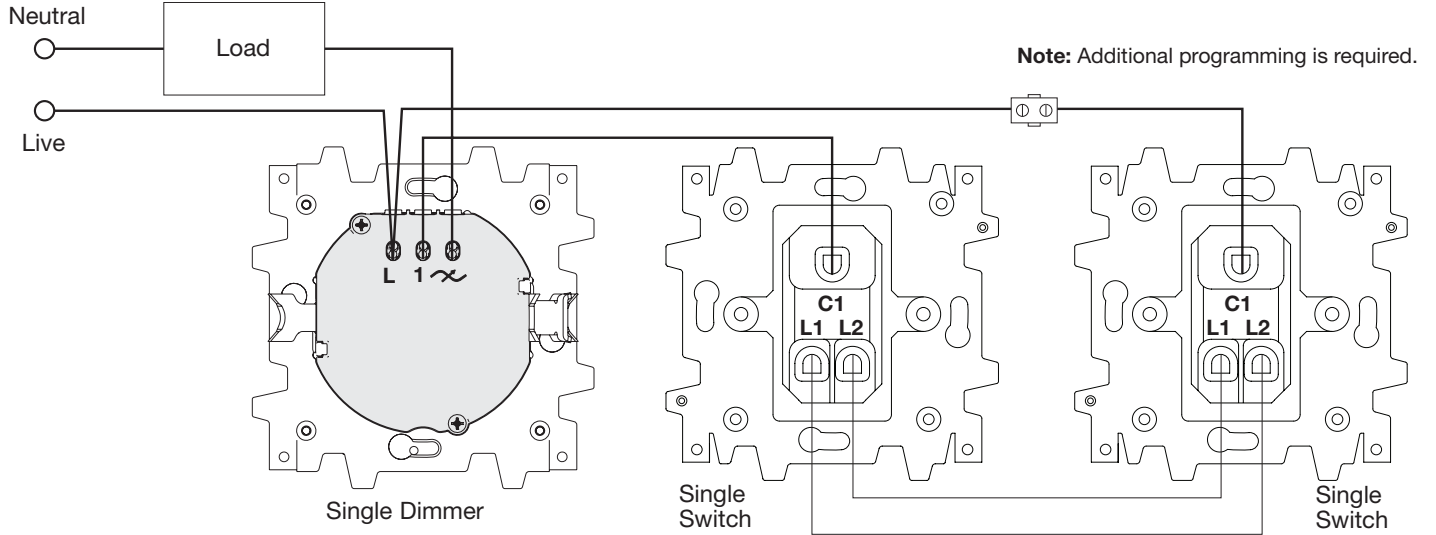 Neutral
Load
Note: Additional programming is required.
Live
L 1
C1
L1 L2
C1
L1 L2
Single Dimmer
Single
Switch
Single
Switch